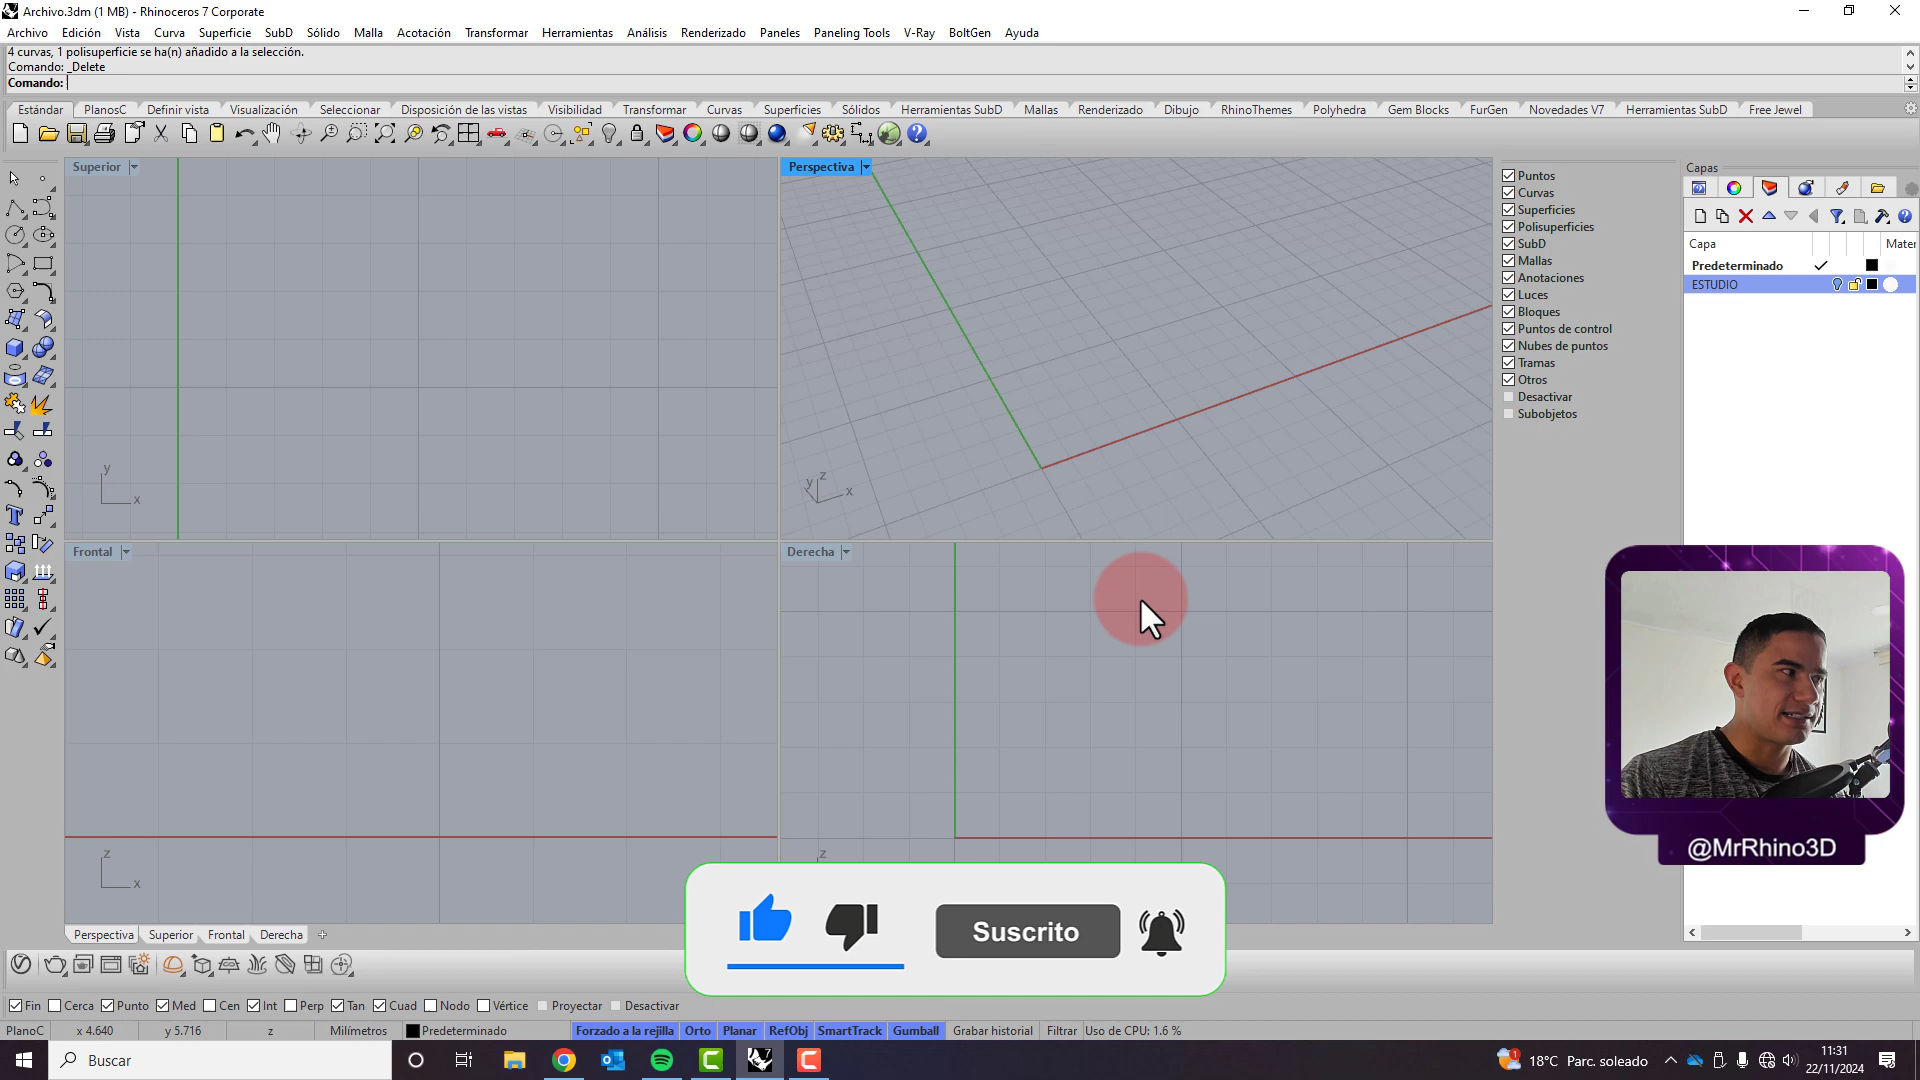 Archivo.3dm (1 MB) - Rhinoceros 7 Corporate
Archivo Edición Vista Curva Superficie SubD Sólido Malla Acotación Transformar Herramientas Análisis Renderizado Paneles Paneling Tools V-Ray BoltGen Ayuda
4 curvas, 1 polisuperficie se ha(n) añadido a la selección.
Comando: _Delete
Comando:
Estándar PlanosC Definir vista Visualización Seleccionar Disposición de las vistas Visibilidad Transformar Curvas Superficies Sólidos Herramientas SubD Mallas Renderizado Dibujo RhinoThemes Polyhedra Gem Blocks FurGen Novedades V7 Herramientas SubD Free Jewel
Superior
Perspectiva
y
x
z
y
x
Frontal
Derecha
z
x
z
Puntos
Curvas
Superficies
Polisuperficies
SubD
Mallas
Anotaciones
Luces
Bloques
Puntos de control
Nubes de puntos
Tramas
Otros
Desactivar
Subobjetos
Capas
Capa Mater
Predeterminado
ESTUDIO
@MrRhino3D
Suscrito
Perspectiva Superior Frontal Derecha
Fin Cerca Punto Med Cen Int Perp Tan Cuad Nodo Vértice Proyectar Desactivar
PlanoC x 4.640 y 5.716 z Milímetros Predeterminado Forzado a la rejilla Orto Planar RefObj SmartTrack Gumball Grabar historial Filtrar Uso de CPU: 1.6 %
Buscar
1
18°C Parc. soleado
11:31
22/11/2024